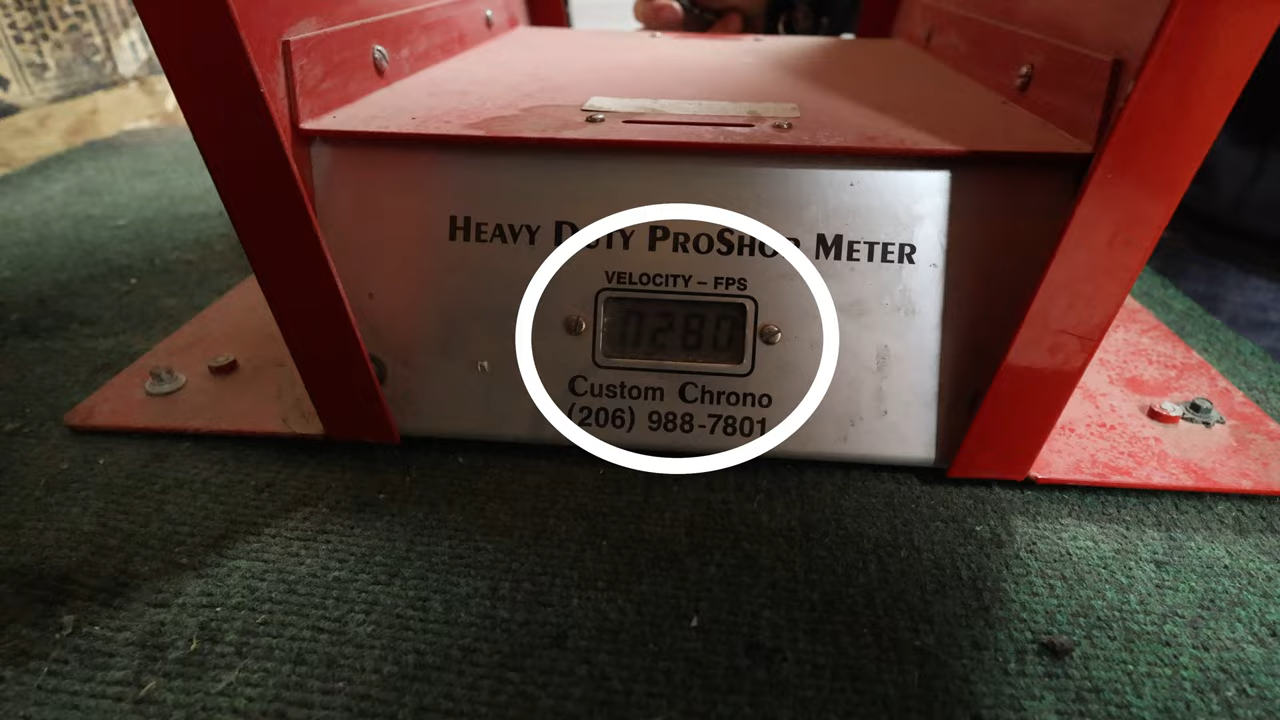 HEAVY DUTY PROSHOP METER
VELOCITY – FPS
0280
Custom Chrono
(206) 988-7801